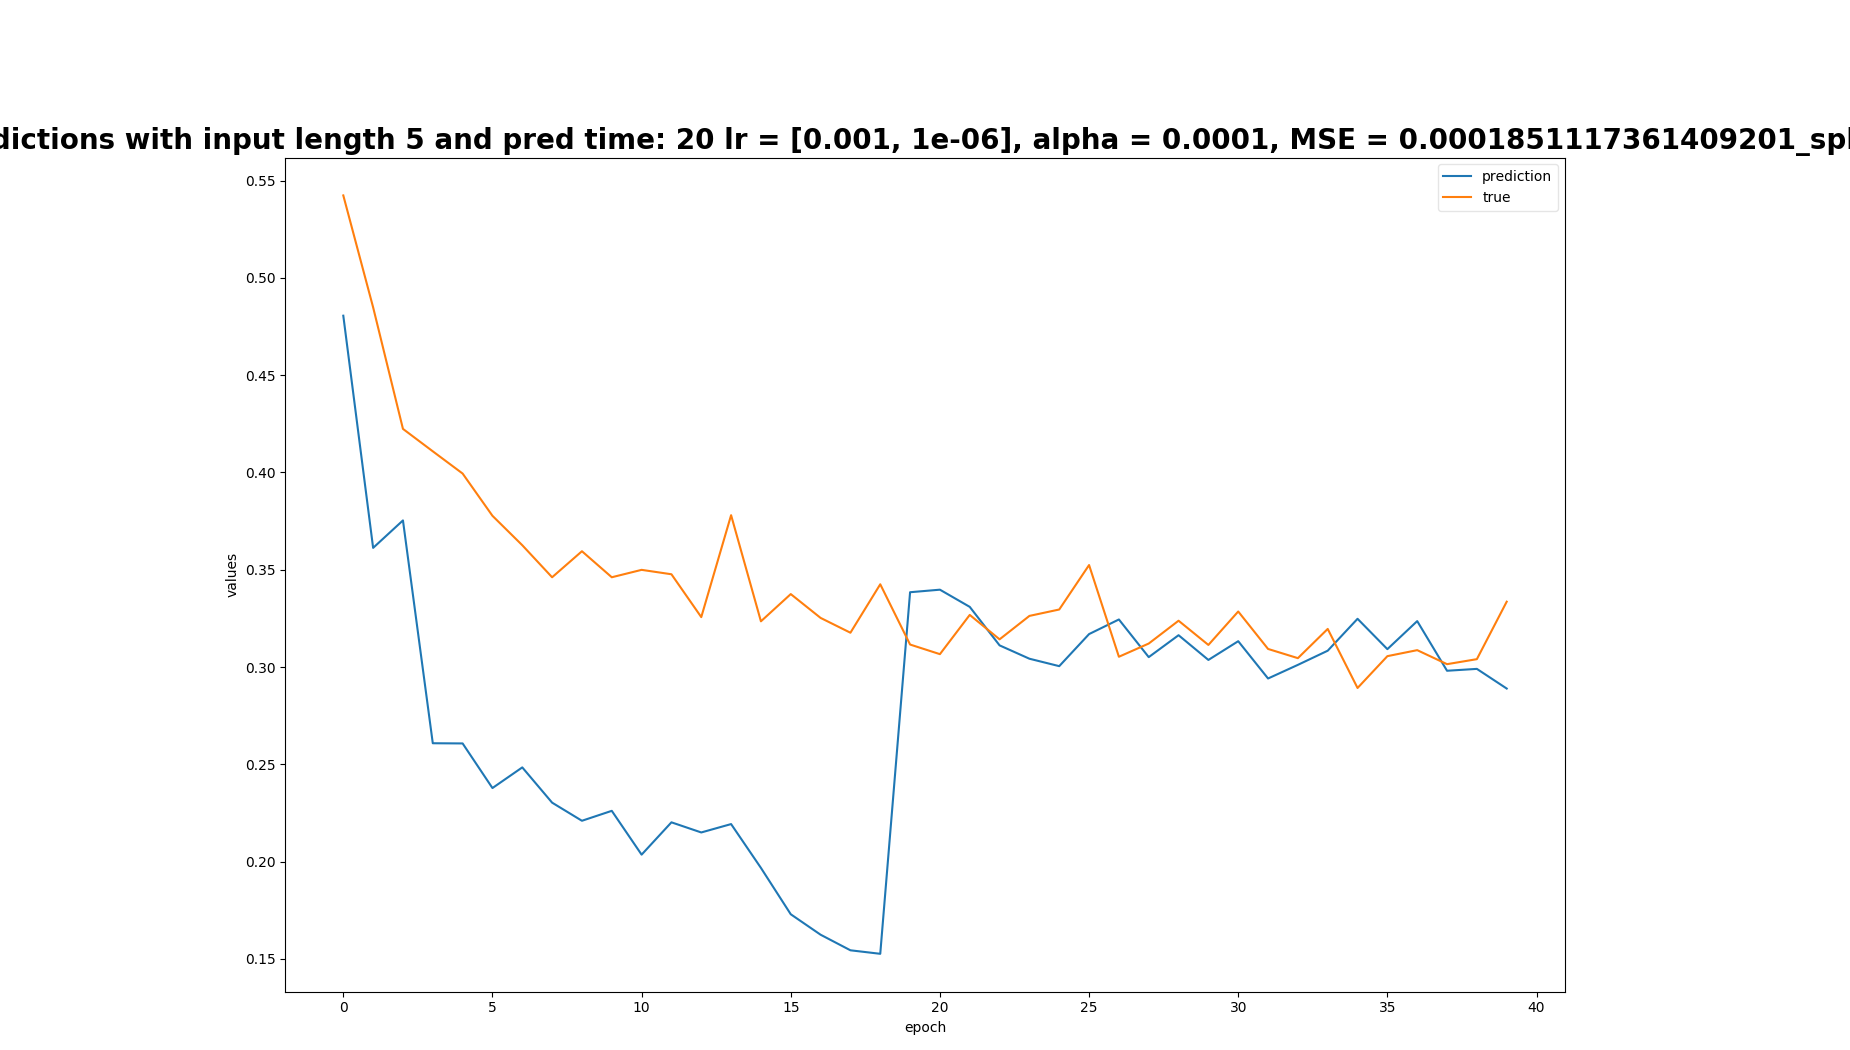 dictions with input length 5 and pred time: 20 lr = [0.001, 1e-06], alpha = 0.0001, MSE = 0.0001851117361409201_spl
prediction
true
0.55
0.50
0.45
0.40
0.35
0.30
0.25
0.20
0.15
values
0 5 10 15 20 25 30 35 40
epoch